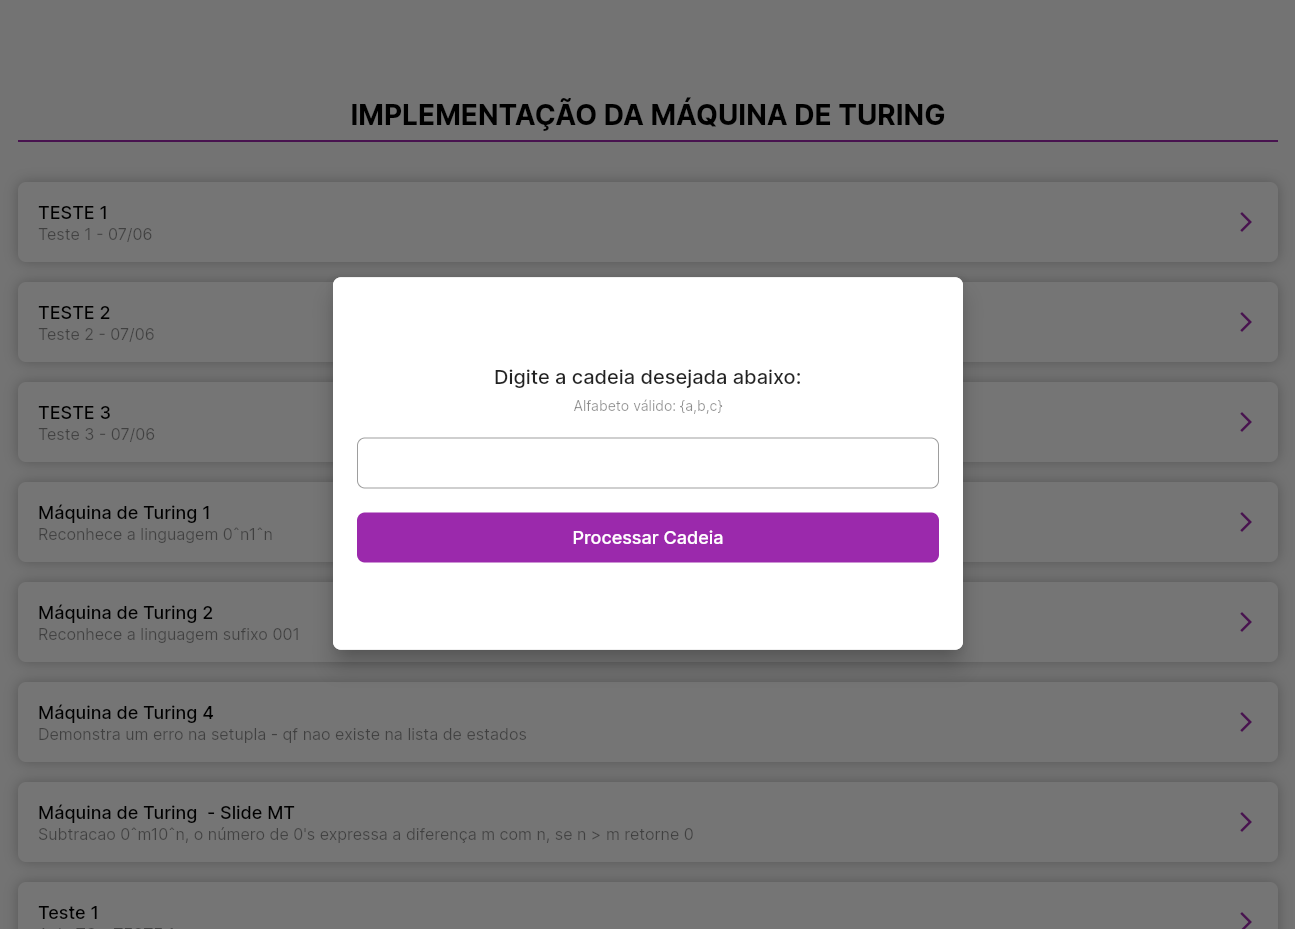 IMPLEMENTAÇÃO DA MÁQUINA DE TURING
TESTE 1
Teste 1 - 07/06
TESTE 2
Teste 2 - 07/06
TESTE 3
Teste 3 - 07/06
Digite a cadeia desejada abaixo:
Alfabeto válido: {a,b,c}
Processar Cadeia
Máquina de Turing 1
Reconhece a linguagem 0^n1^n
Máquina de Turing 2
Reconhece a linguagem sufixo 001
Máquina de Turing 4
Demonstra um erro na setupla - qf nao existe na lista de estados
Máquina de Turing  - Slide MT
Subtracao 0^m10^n, o número de 0's expressa a diferença m com n, se n > m retorne 0
Teste 1